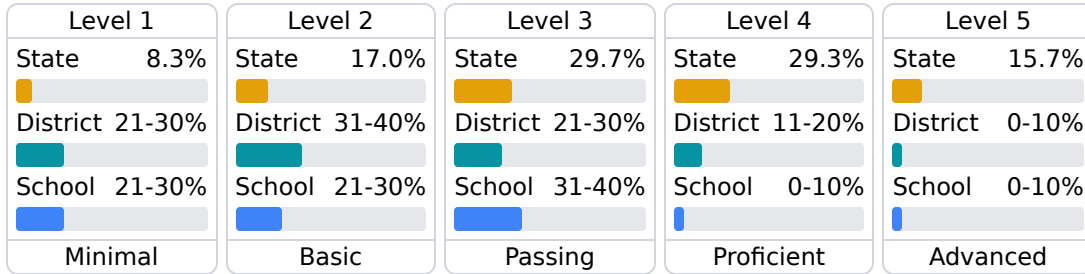 Level 1
State 8.3%
District 21-30%
School 21-30%
Minimal
Level 2
State 17.0%
District 31-40%
School 21-30%
Basic
Level 3
State 29.7%
District 21-30%
School 31-40%
Passing
Level 4
State 29.3%
District 11-20%
School 0-10%
Proficient
Level 5
State 15.7%
District 0-10%
School 0-10%
Advanced